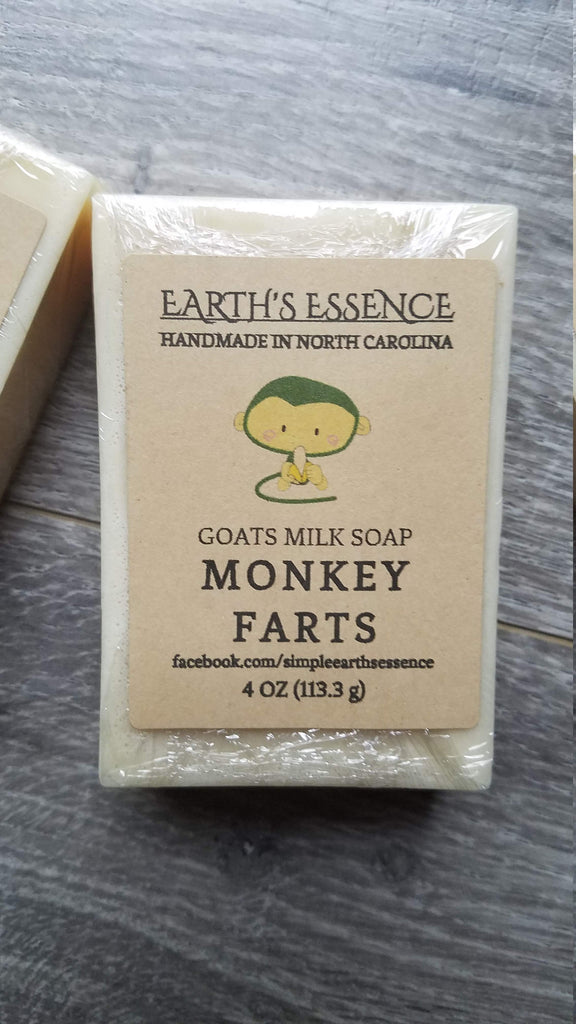 EARTH'S ESSENCE
HANDMADE IN NORTH CAROLINA
GOATS MILK SOAP
MONKEY
FARTS
facebook.com/simpleearthsessence
4 OZ (113.3 g)